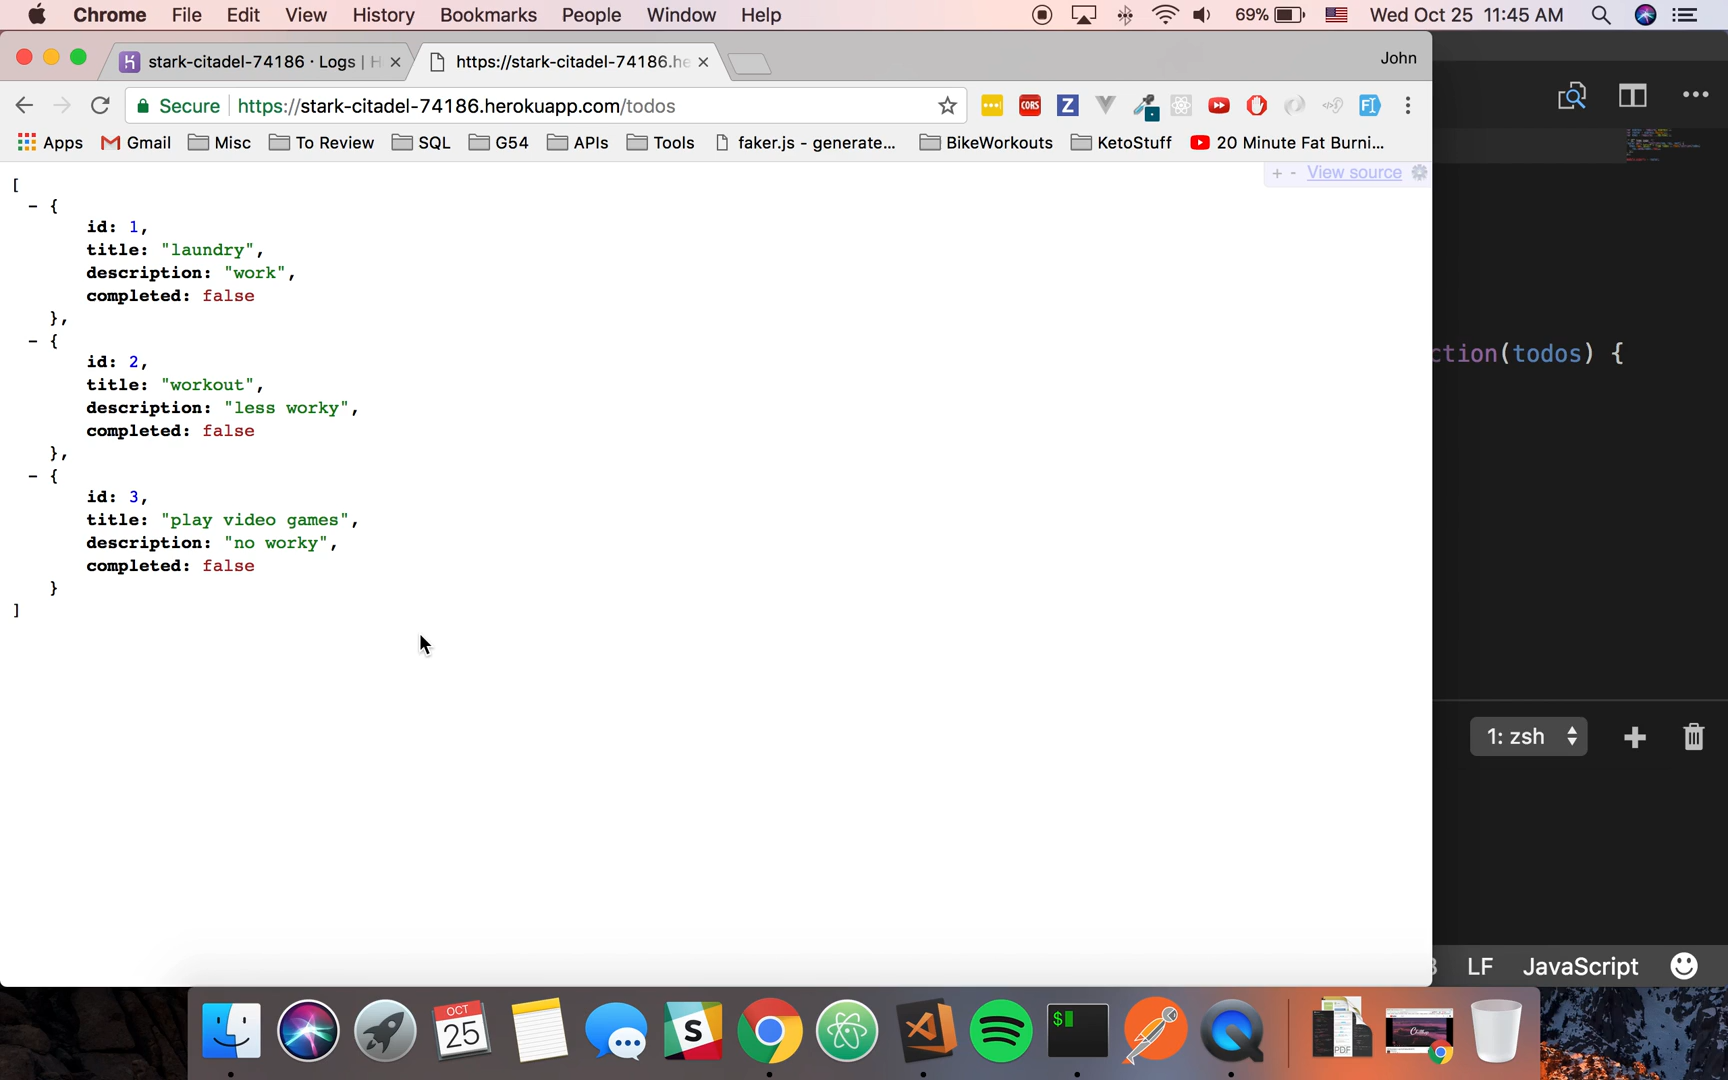 Chrome File Edit View History Bookmarks People Window Help 69% Wed Oct 25 11:45 AM
stark-citadel-74186 · Logs | H
https://stark-citadel-74186.he
John
Secure https://stark-citadel-74186.herokuapp.com/todos
Apps Gmail Misc To Review SQL G54 APIs Tools faker.js - generate... BikeWorkouts KetoStuff 20 Minute Fat Burni...
+ - View source
[
- {
id: 1,
title: "laundry",
description: "work",
completed: false
},
- {
id: 2,
title: "workout",
description: "less worky",
completed: false
},
- {
id: 3,
title: "play video games",
description: "no worky",
completed: false
}
]
ction(todos) {
1: zsh
LF JavaScript
OCT
25